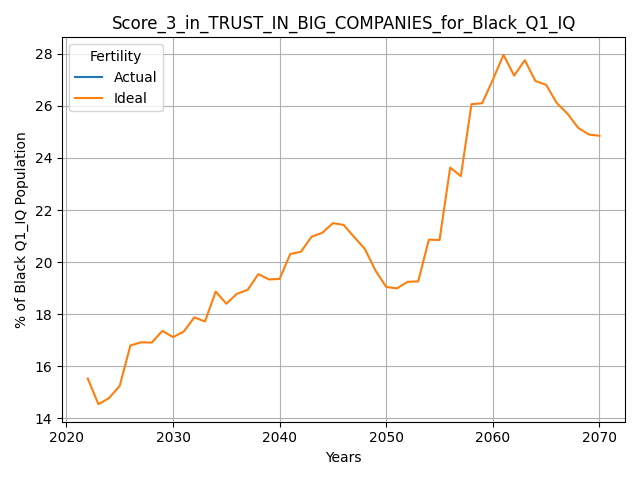 Score_3_in_TRUST_IN_BIG_COMPANIES_for_Black_Q1_IQ
Fertility
Actual
Ideal
% of Black Q1_IQ Population
28
26
24
22
20
18
16
14
2020
2030
2040
2050
2060
2070
Years